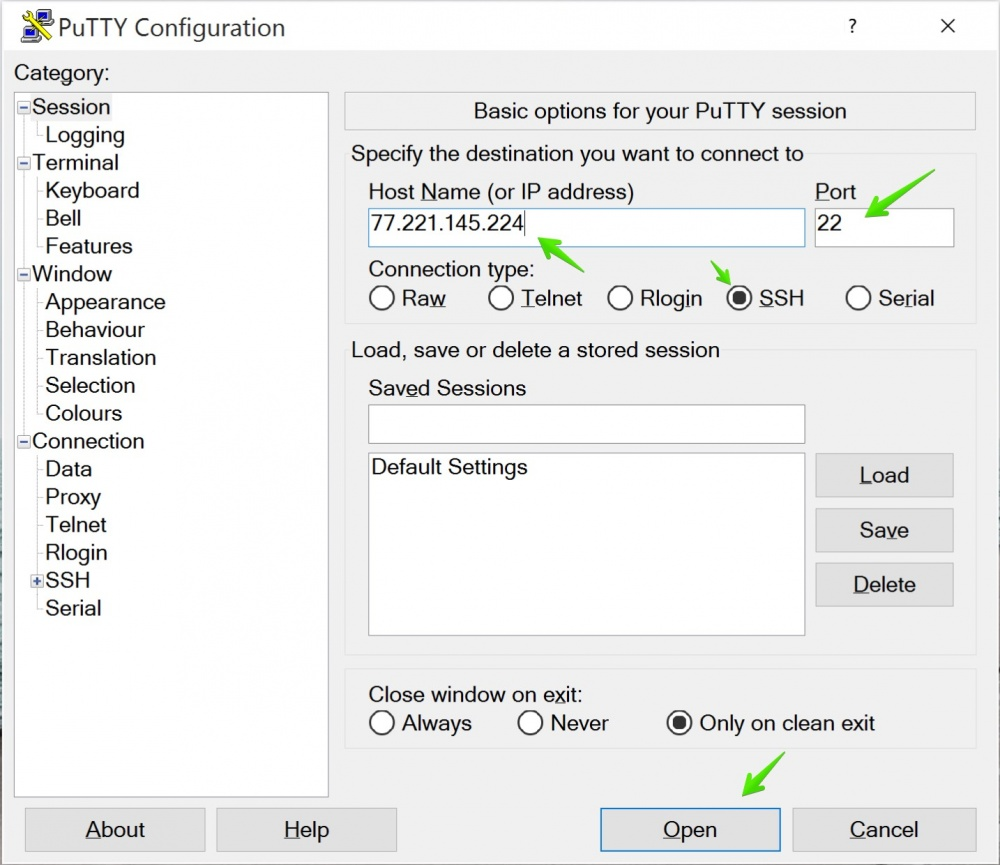 PuTTY Configuration
?
Category:
Session
Logging
Terminal
Keyboard
Bell
Features
Window
Appearance
Behaviour
Translation
Selection
Colours
Connection
Data
Proxy
Telnet
Rlogin
SSH
Serial
Basic options for your PuTTY session
Specify the destination you want to connect to
Host Name (or IP address) Port
77.221.145.224 22
Connection type:
Raw Telnet Rlogin SSH Serial
Load, save or delete a stored session
Saved Sessions
Default Settings
Load
Save
Delete
Close window on exit:
Always Never Only on clean exit
About Help Open Cancel